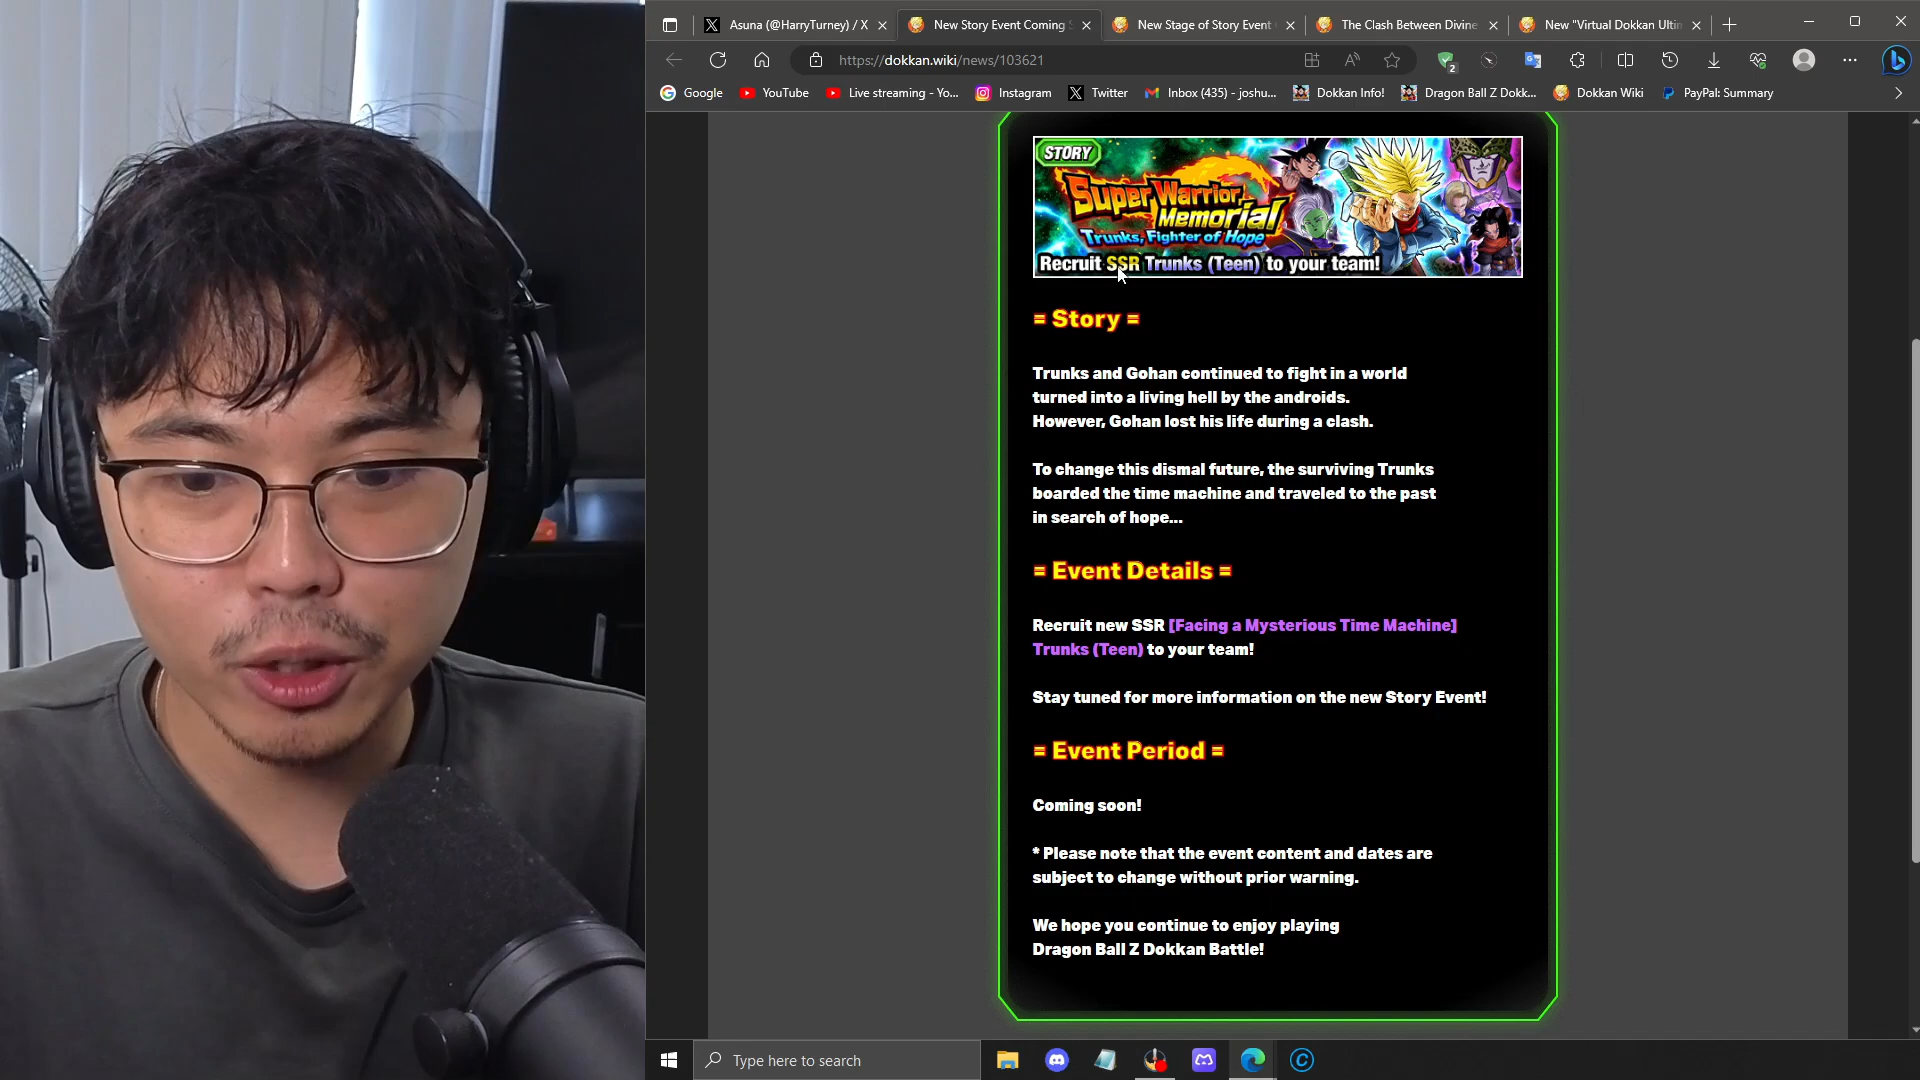 Asuna (@HarryTurney) / X
New Story Event Coming S
New Stage of Story Event
The Clash Between Divine
New "Virtual Dokkan Ultim
https://dokkan.wiki/news/103621
2
Google
YouTube
Live streaming - Yo...
Instagram
Twitter
Inbox (435) - joshu...
Dokkan Info!
Dragon Ball Z Dokk...
Dokkan Wiki
PayPal: Summary
STORY
Super Warrior
Memorial
Trunks, Fighter of Hope
Recruit SSR Trunks (Teen) to your team!
= Story =
Trunks and Gohan continued to fight in a world
turned into a living hell by the androids.
However, Gohan lost his life during a clash.
To change this dismal future, the surviving Trunks
boarded the time machine and traveled to the past
in search of hope...
= Event Details =
Recruit new SSR [Facing a Mysterious Time Machine]
Trunks (Teen) to your team!
Stay tuned for more information on the new Story Event!
= Event Period =
Coming soon!
* Please note that the event content and dates are
subject to change without prior warning.
We hope you continue to enjoy playing
Dragon Ball Z Dokkan Battle!
Type here to search